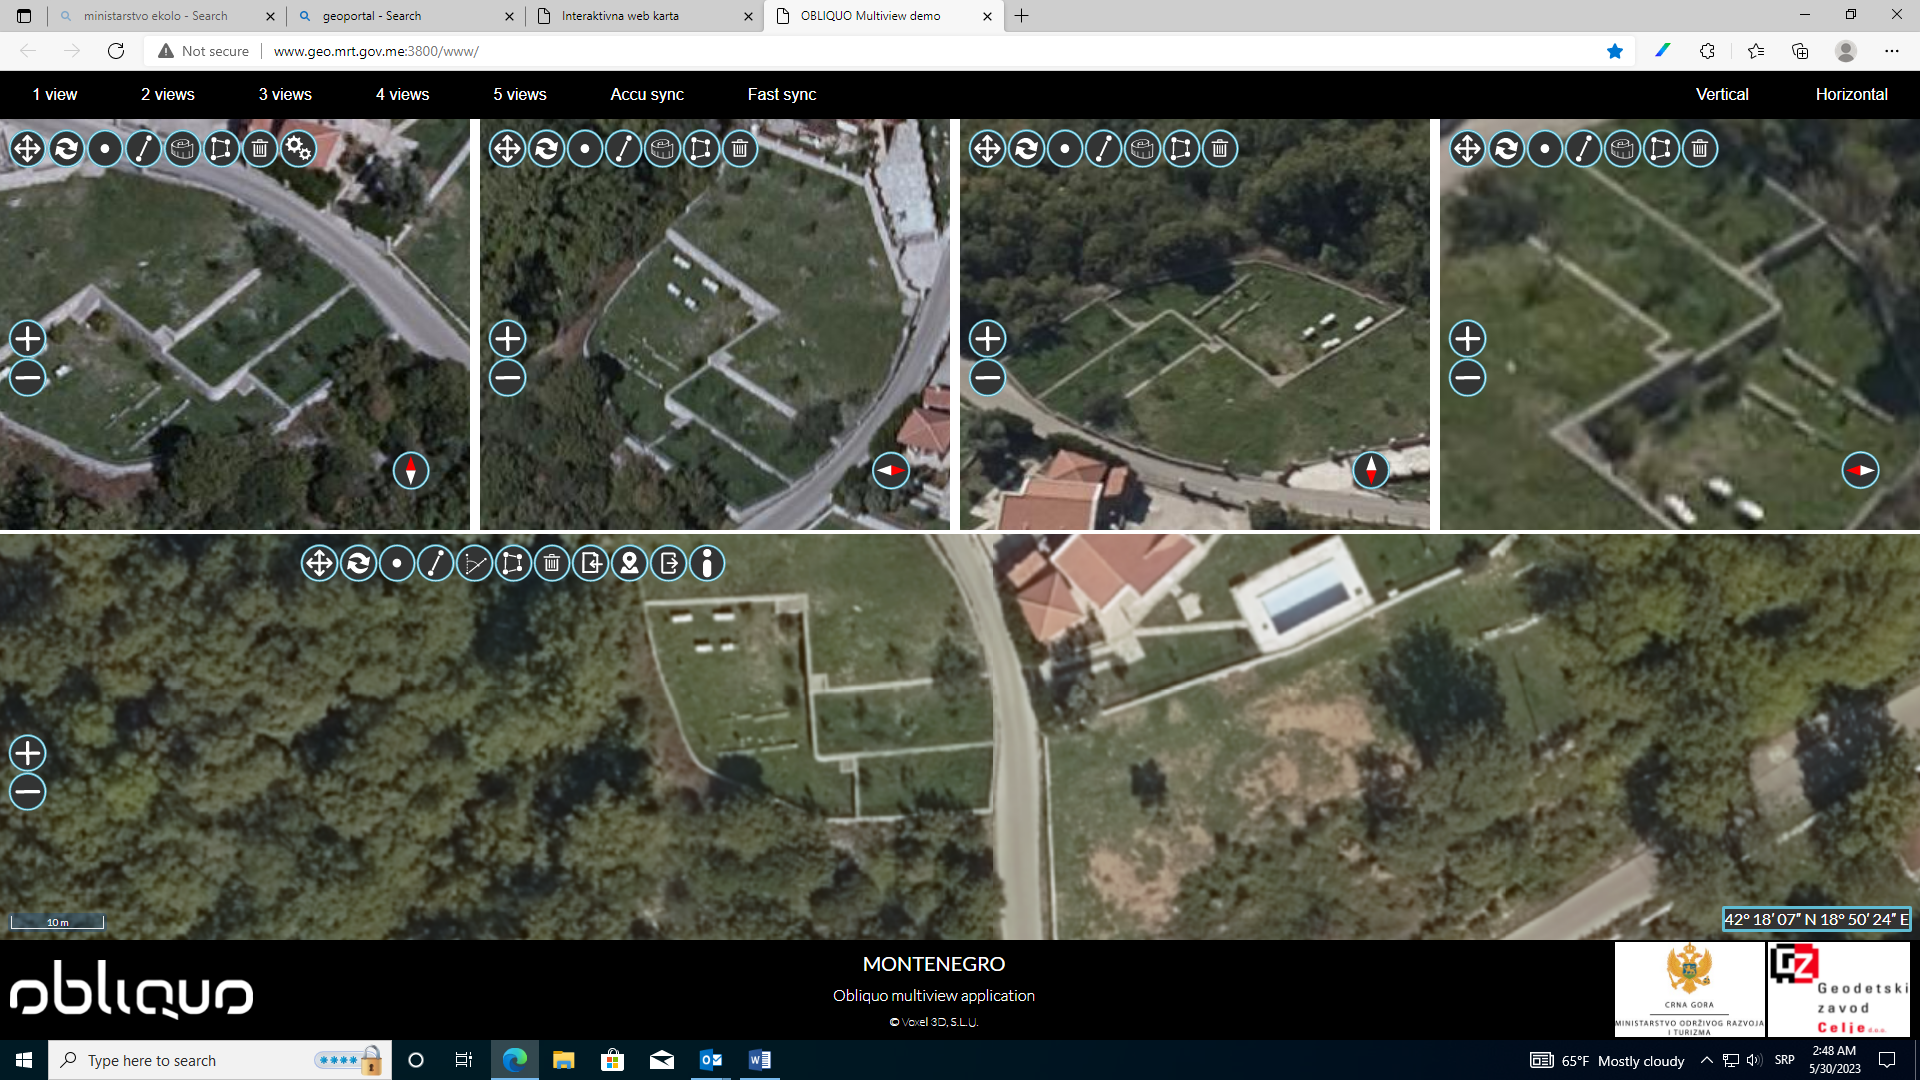 ministarstvo ekolo - Search
geoportal - Search
Interaktivna web karta
OBLIQUO Multiview demo
Not secure
www.geo.mrt.gov.me:3800/www/
1 view
2 views
3 views
4 views
5 views
Accu sync
Fast sync
Vertical
Horizontal
10 m
42° 18′ 07″ N 18° 50′ 24″ E
obliquo
MONTENEGRO
Obliquo multiview application
© Voxel 3D, S.L.U.
CRNA GORA
MINISTARSTVO ODRŽIVOG RAZVOJA
I TURIZMA
GZ
Geodetski
zavod
Celje d.o.o.
Type here to search
65°F Mostly cloudy
SRP
2:48 AM
5/30/2023